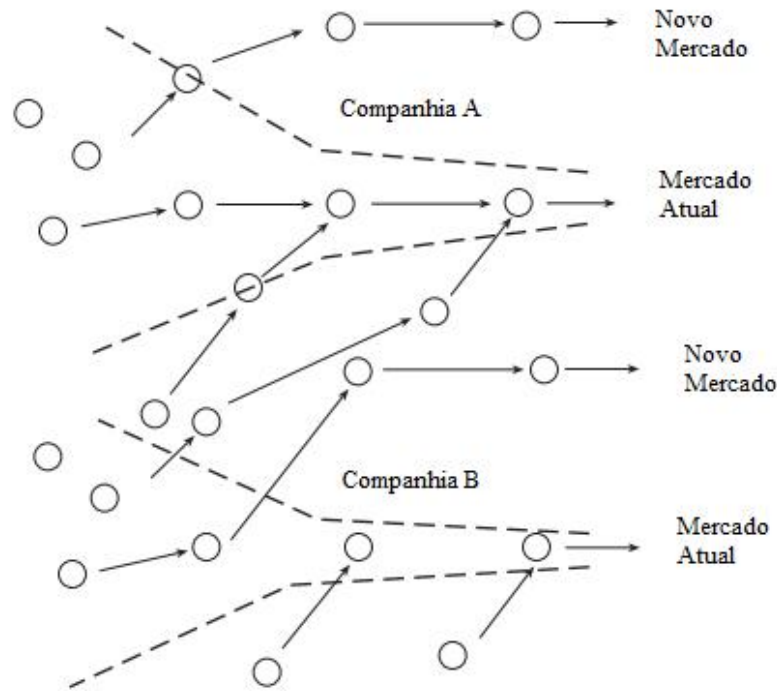 Novo
Mercado
Companhia A
Mercado
Atual
Novo
Mercado
Companhia B
Mercado
Atual